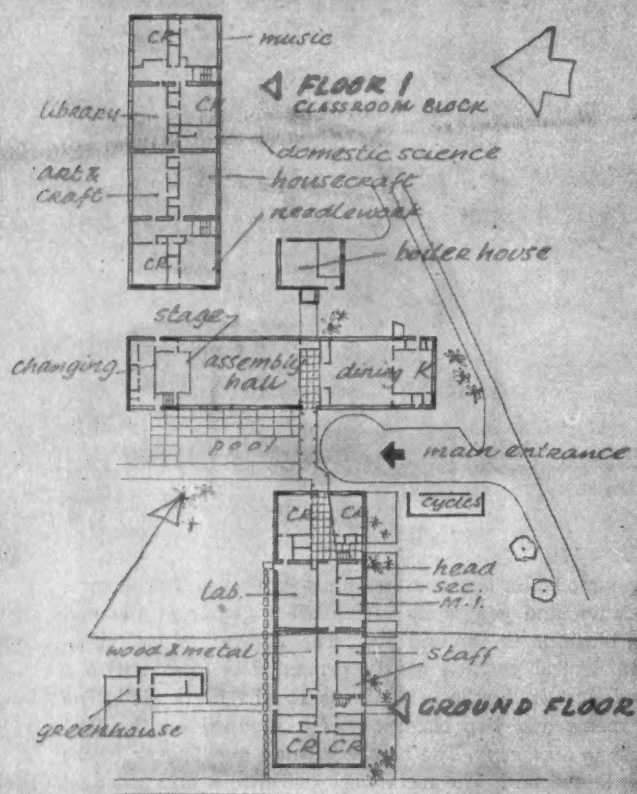 CR
music
FLOOR 1
CLASSROOM BLOCK
library
CR
domestic science
art &
craft
housecraft
needlework
CR
boiler house
stage
changing
assembly
hall
dining K
pool
main entrance
cycles
CR
CR
head
lab.
sec.
M.I.
wood & metal
staff
GROUND FLOOR
greenhouse
CR
CR